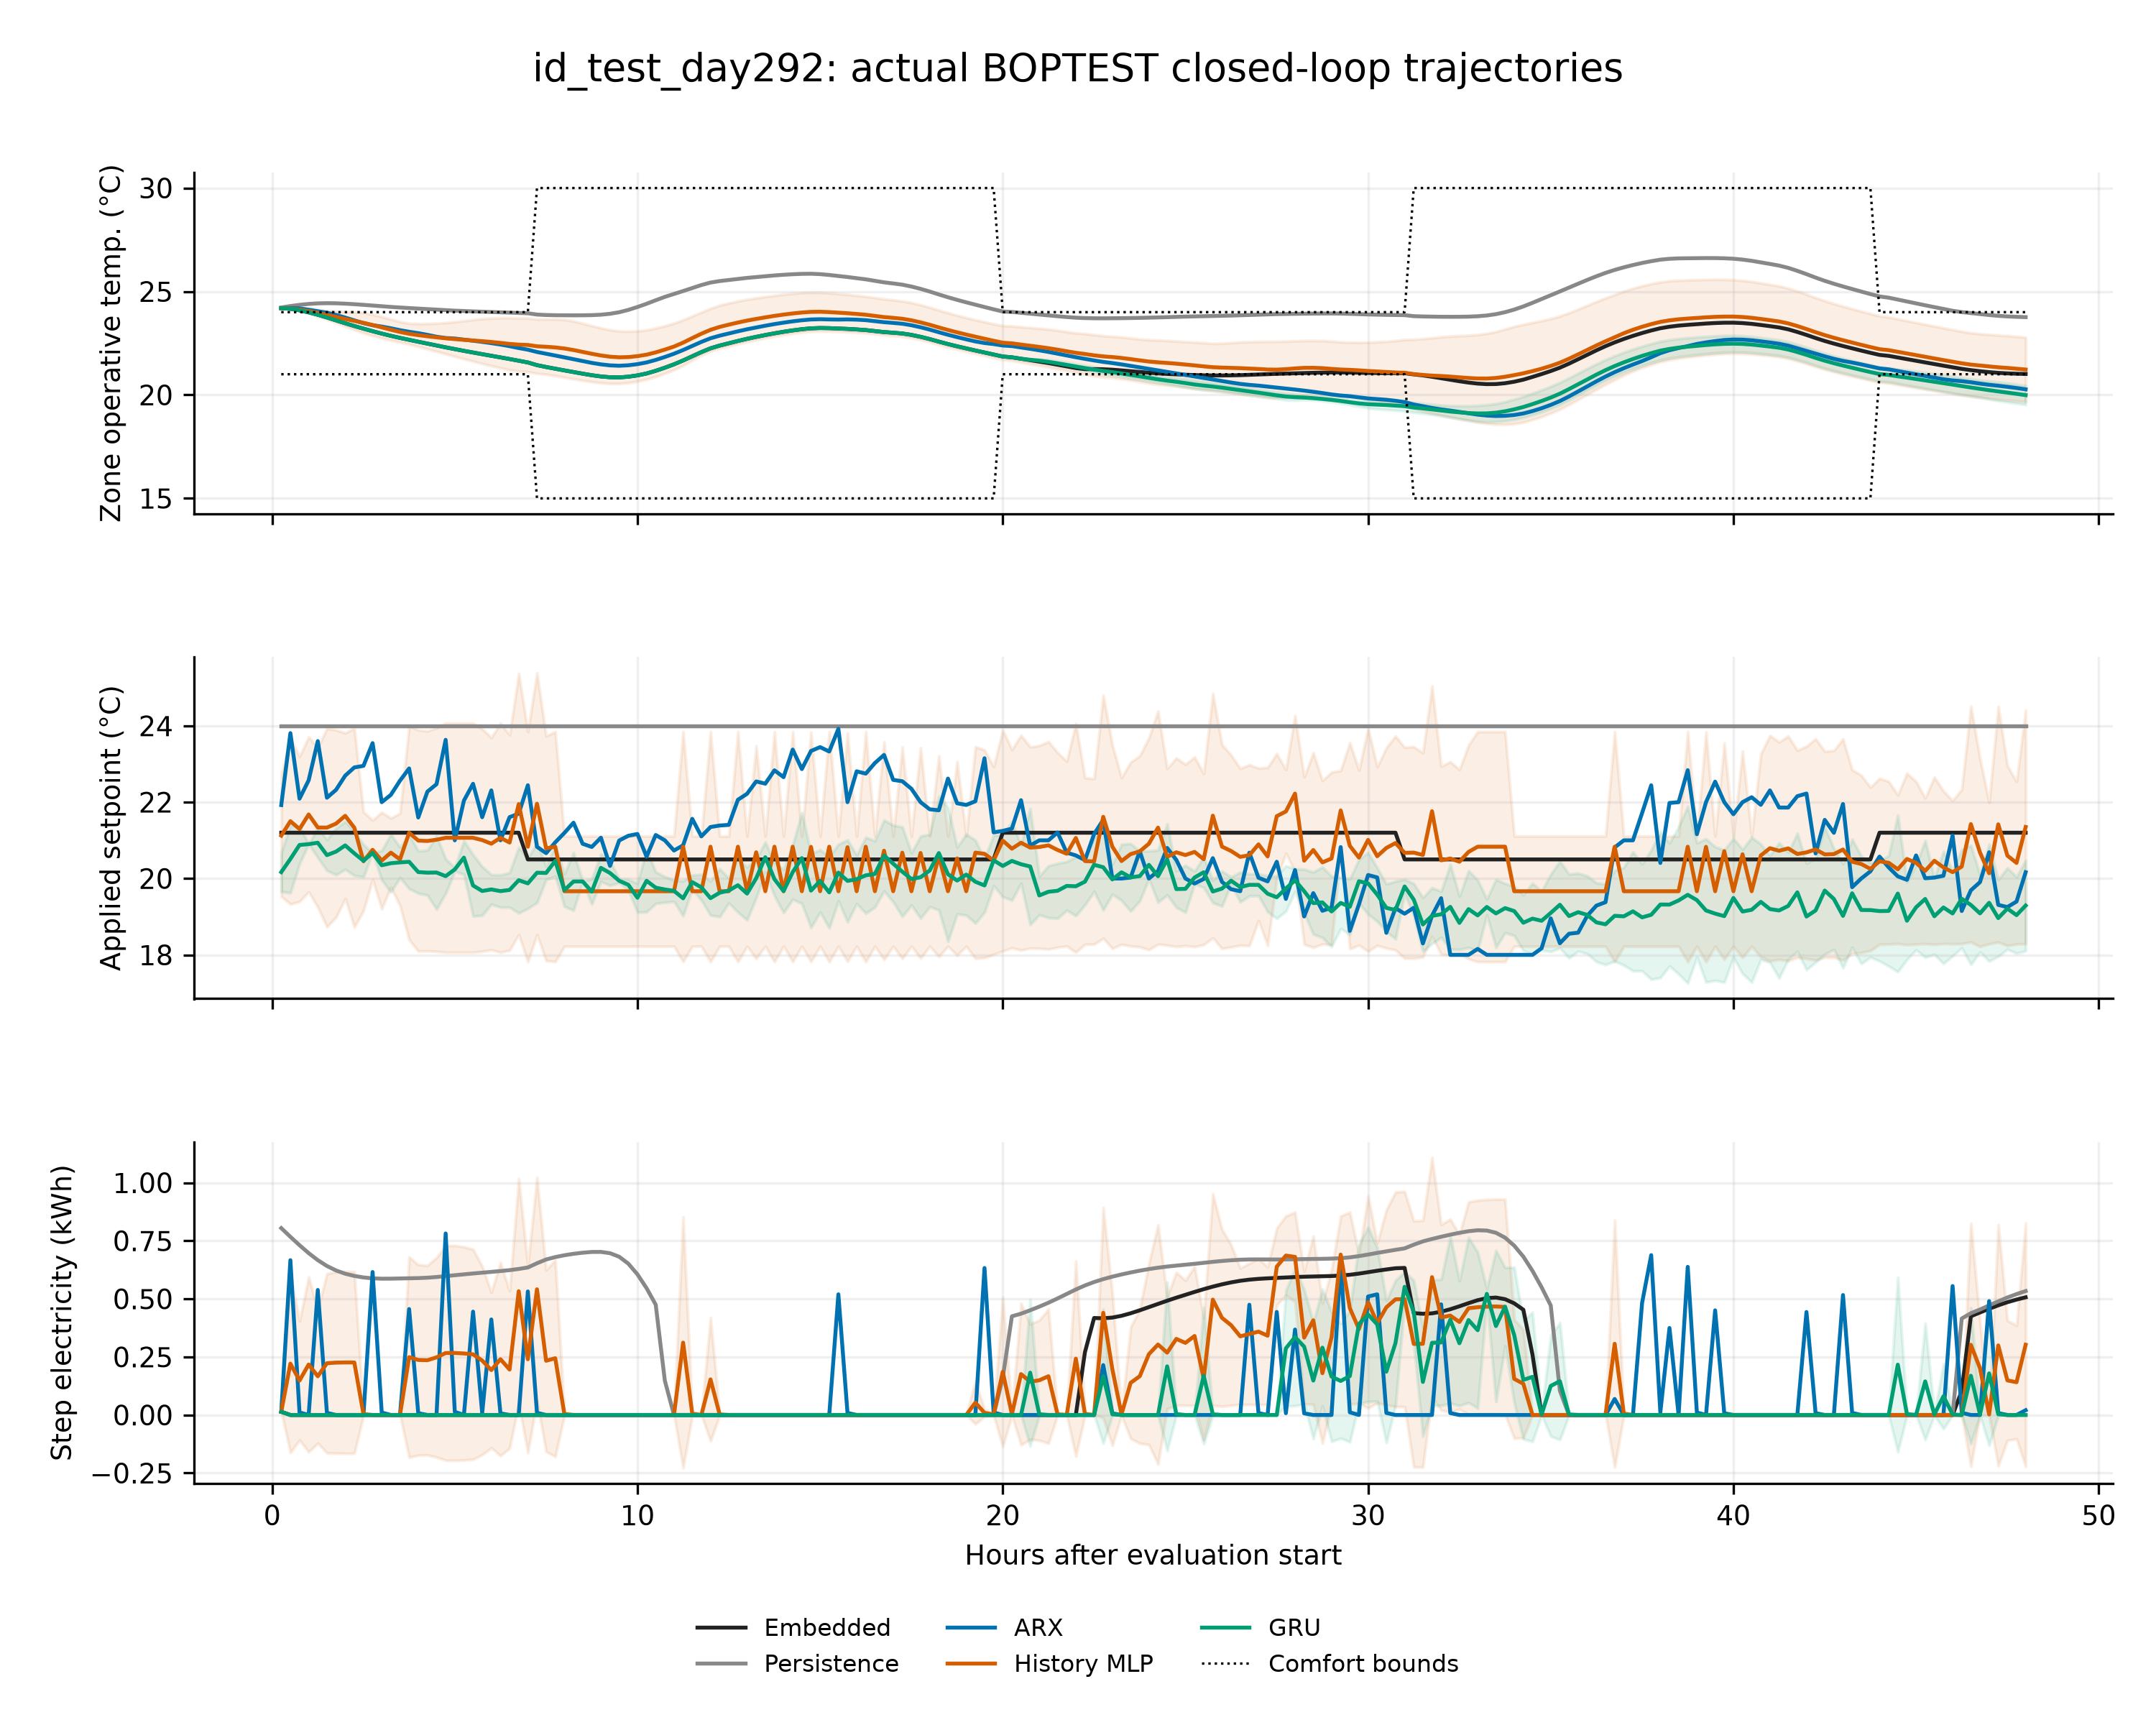 id_test_day292: actual BOPTEST closed-loop trajectories
Zone operative temp. (°C)
30
25
20
15
Applied setpoint (°C)
24
22
20
18
Step electricity (kWh)
1.00
0.75
0.50
0.25
0.00
−0.25
0 10 20 30 40 50
Hours after evaluation start
Embedded ARX GRU
Persistence History MLP Comfort bounds